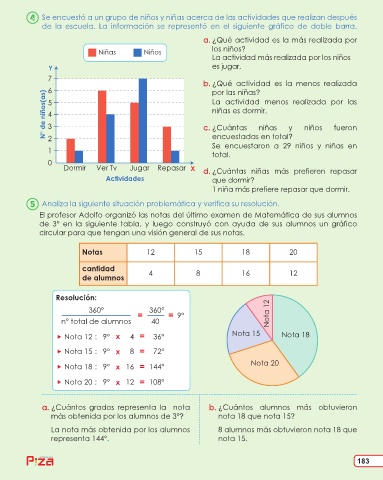 4 Se encuestó a un grupo de niños y niñas acerca de las actividades que realizan después
de la escuela. La información se representó en el siguiente gráfico de doble barra.
Niñas Niños
Y
7
6
5
4
3
2
1
0
N° de niños(as)
Dormir Ver Tv Jugar Repasar X
Actividades
a. ¿Qué actividad es la más realizada por
los niños?
La actividad más realizada por los niños
es jugar.
b. ¿Qué actividad es la menos realizada
por las niñas?
La actividad menos realizada por las
niñas es dormir.
c. ¿Cuántas niñas y niños fueron
encuestadas en total?
Se encuestaron a 29 niños y niñas en
total.
d. ¿Cuántas niñas más prefieren repasar
que dormir?
1 niña más prefiere repasar que dormir.
5 Analiza la siguiente situación problemática y verifica su resolución.
El profesor Adolfo organizó las notas del último examen de Matemática de sus alumnos
de 3° en la siguiente tabla, y luego construyó con ayuda de sus alumnos un gráfico
circular para que tengan una visión general de sus notas.
Notas 12 15 18 20
cantidad de alumnos 4 8 16 12
Resolución:
360° / n° total de alumnos = 360° / 40 = 9°
Nota 12 : 9° x 4 = 36°
Nota 15 : 9° x 8 = 72°
Nota 18 : 9° x 16 = 144°
Nota 20 : 9° x 12 = 108°
Nota 12
Nota 15
Nota 18
Nota 20
a. ¿Cuántos grados representa la nota
más obtenida por los alumnos de 3°?
La nota más obtenida por los alumnos
representa 144°.
b. ¿Cuántos alumnos más obtuvieron
nota 18 que nota 15?
8 alumnos más obtuvieron nota 18 que
nota 15.
183